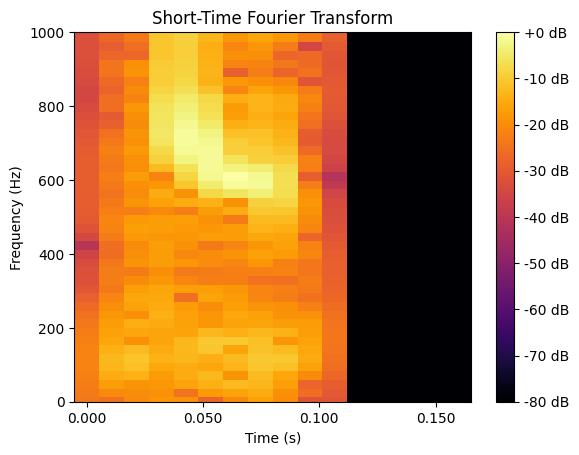 Short-Time Fourier Transform
Frequency (Hz)
1000
800
600
400
200
0
0.000
0.050
0.100
0.150
Time (s)
+0 dB
-10 dB
-20 dB
-30 dB
-40 dB
-50 dB
-60 dB
-70 dB
-80 dB